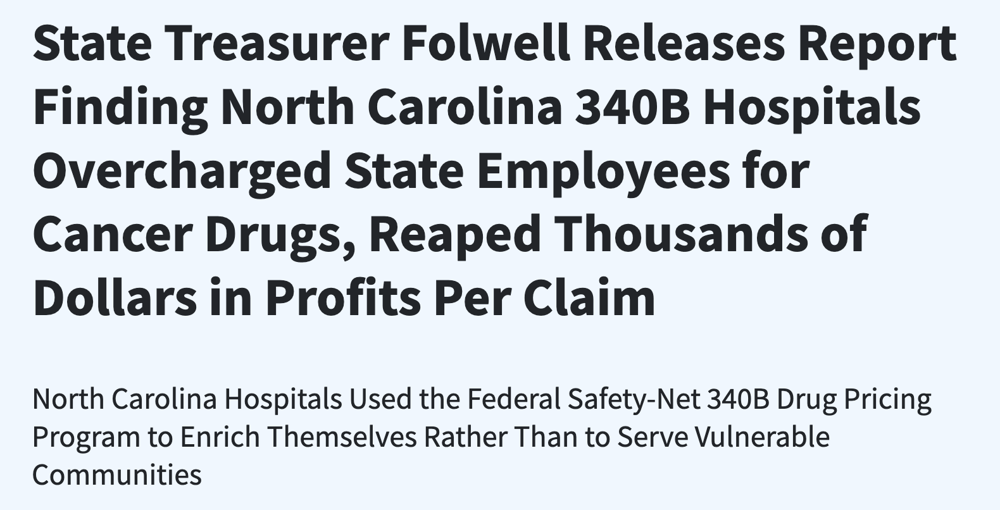 State Treasurer Folwell Releases Report
Finding North Carolina 340B Hospitals
Overcharged State Employees for
Cancer Drugs, Reaped Thousands of
Dollars in Profits Per Claim
North Carolina Hospitals Used the Federal Safety-Net 340B Drug Pricing
Program to Enrich Themselves Rather Than to Serve Vulnerable
Communities